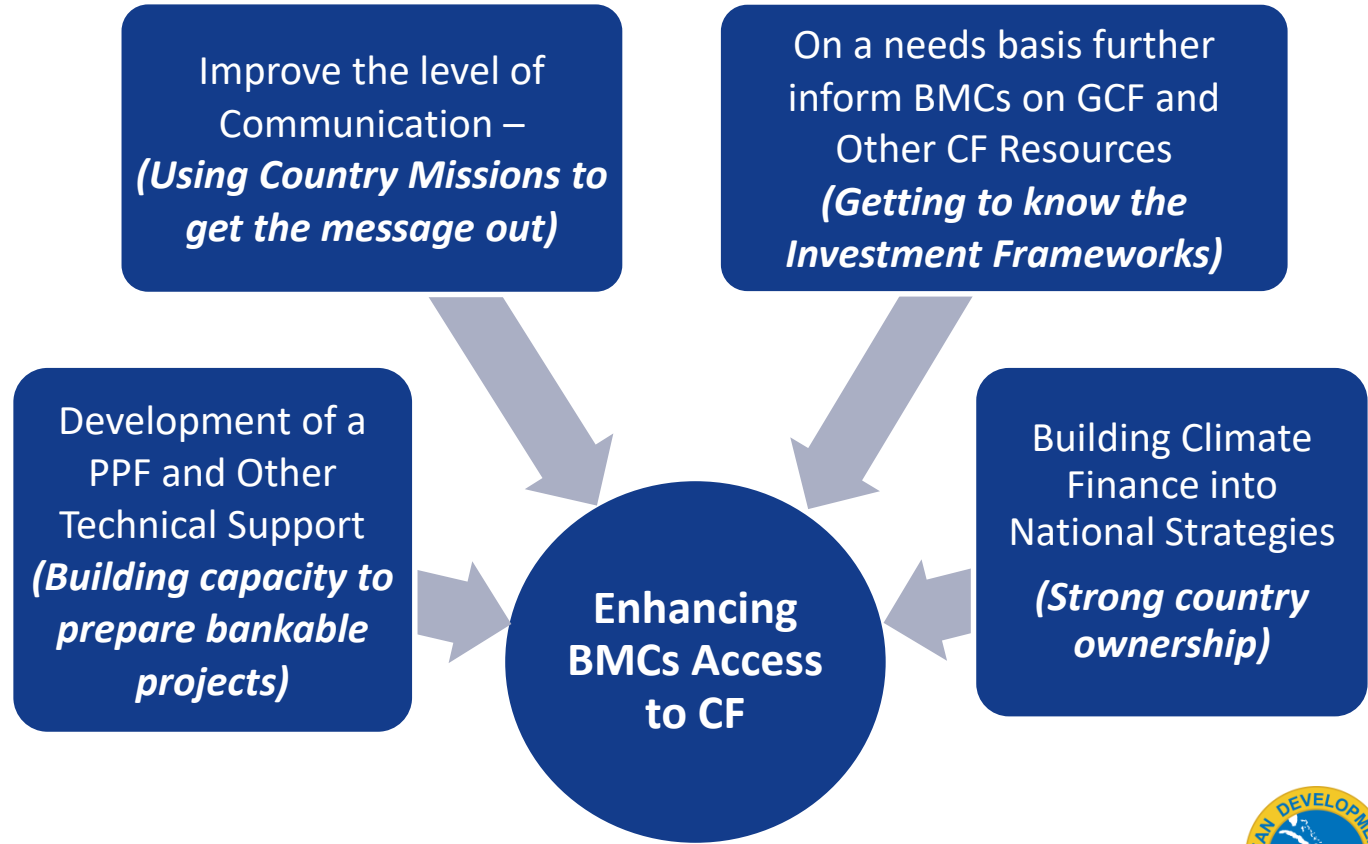 Improve the level of
Communication –
(Using Country Missions to
get the message out)
On a needs basis further
inform BMCs on GCF and
Other CF Resources
(Getting to know the
Investment Frameworks)
Development of a
PPF and Other
Technical Support
(Building capacity to
prepare bankable
projects)
Building Climate
Finance into
National Strategies
(Strong country
ownership)
Enhancing
BMCs Access
to CF